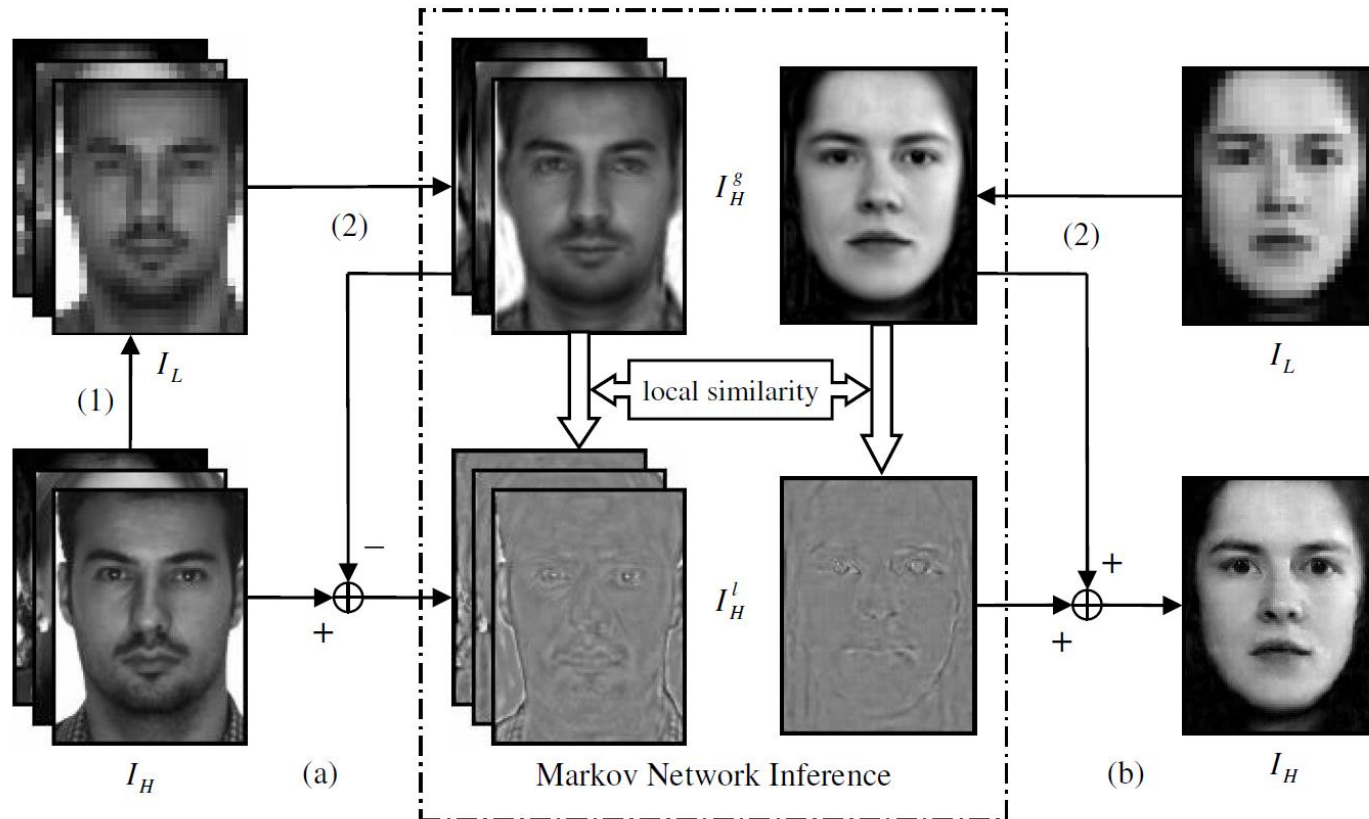 (2)
I_H^g
(2)
I_L
local similarity
I_L
(1)
−
+
I_H^l
+
+
I_H
(a)
Markov Network Inference
(b)
I_H